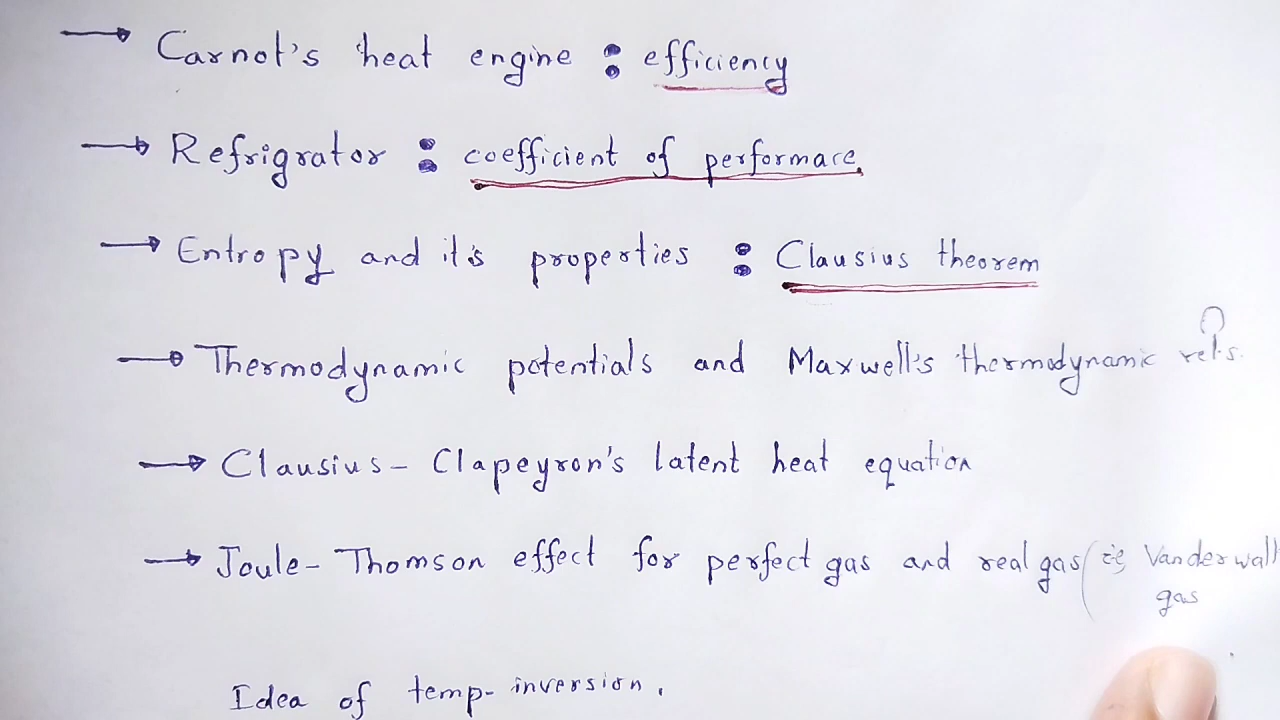 → Carnot's heat engine : efficiency
→ Refrigrator : coefficient of performace
→ Entropy and it's properties : Clausius theorem
→ Thermodynamic potentials and Maxwell's thermodynamic rels.
→ Clausius - Clapeyron's latent heat equation
→ Joule - Thomson effect for perfect gas and real gas (ie, Vanderwall
gas
Idea of temp-inversion.